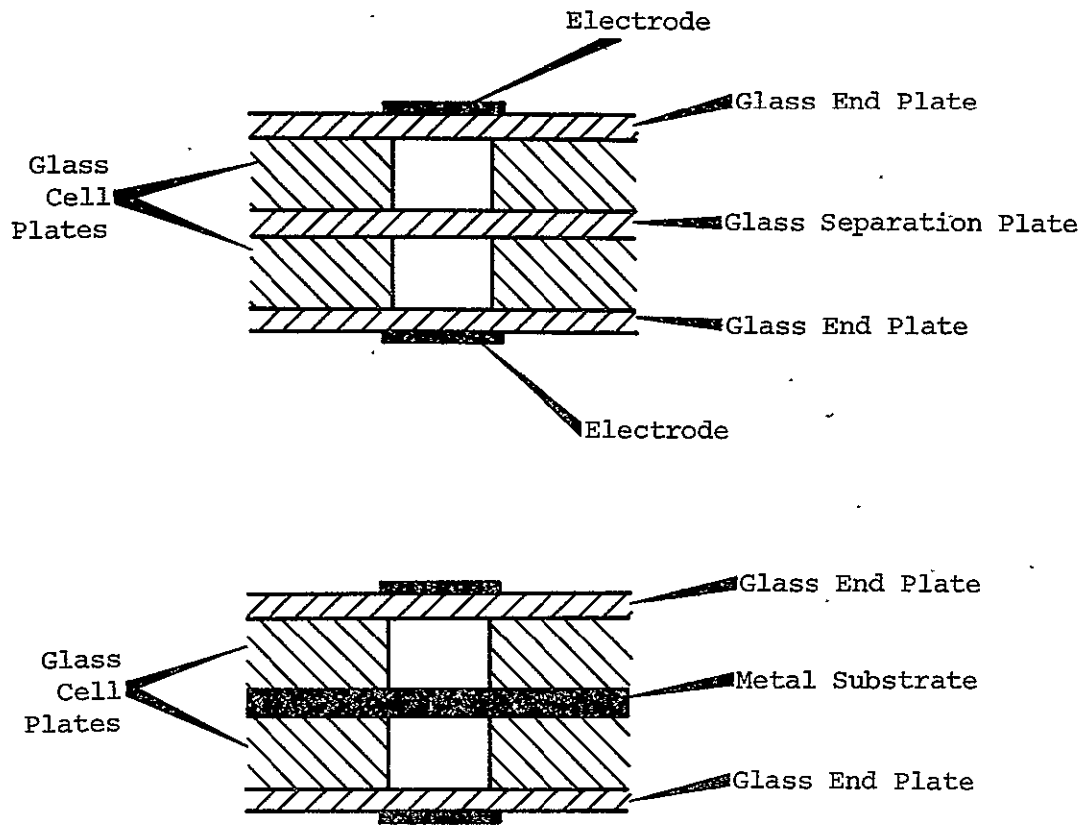 Electrode
Glass End Plate
Glass
Cell
Plates
Glass Separation Plate
Glass End Plate
Electrode
Glass End Plate
Glass
Cell
Plates
Metal Substrate
Glass End Plate